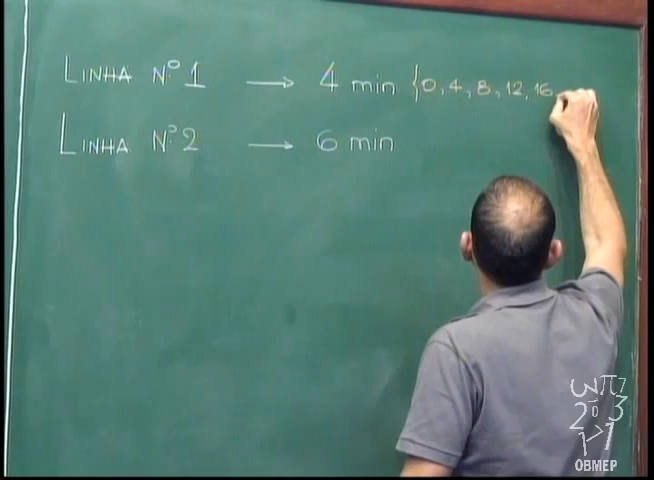 LINHA Nº 1 → 4 min {0, 4, 8, 12, 16,
LINHA Nº 2 → 6 min
OBMEP